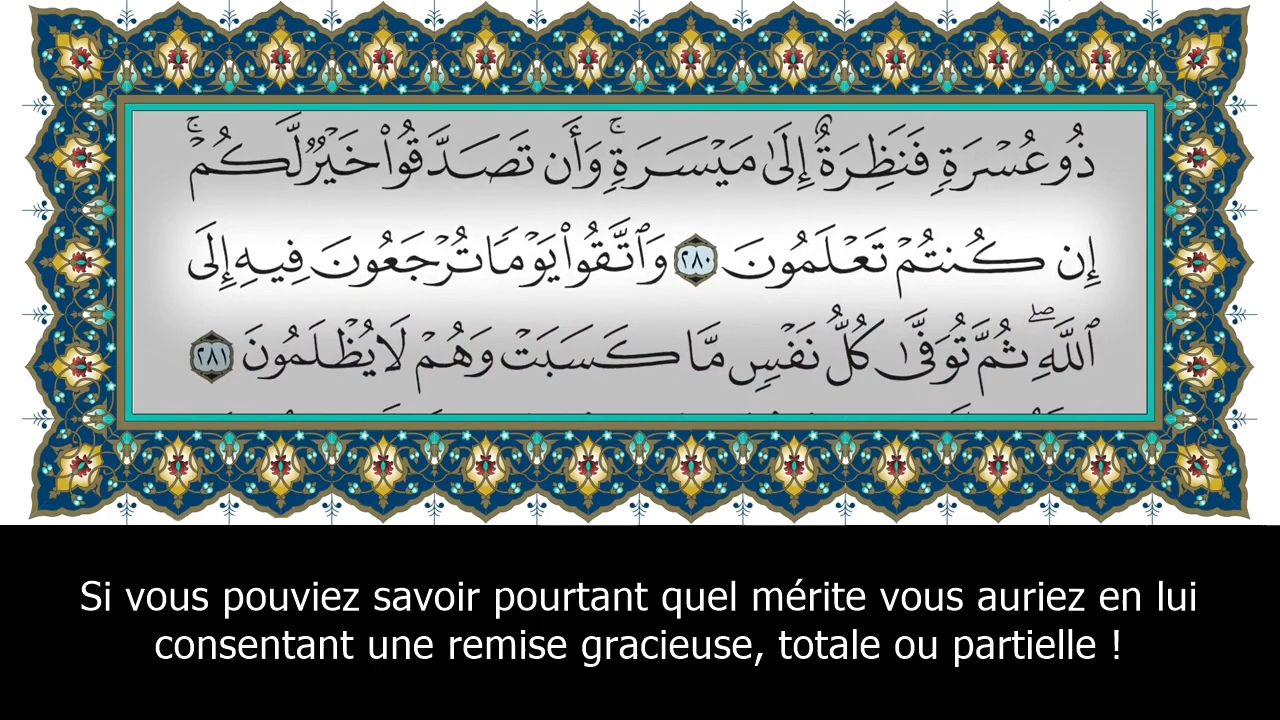 ذُو عُسْرَةٍ فَنَظِرَةٌ إِلَىٰ مَيْسَرَةٍ ۚ وَأَن تَصَدَّقُوا۟ خَيْرٌ لَّكُمْ ۖ
إِن كُنتُمْ تَعْلَمُونَ ٢٨٠ وَٱتَّقُوا۟ يَوْمًا تُرْجَعُونَ فِيهِ إِلَى
ٱللَّهِ ۖ ثُمَّ تُوَفَّىٰ كُلُّ نَفْسٍ مَّا كَسَبَتْ وَهُمْ لَا يُظْلَمُونَ ٢٨١
Si vous pouviez savoir pourtant quel mérite vous auriez en lui
consentant une remise gracieuse, totale ou partielle !